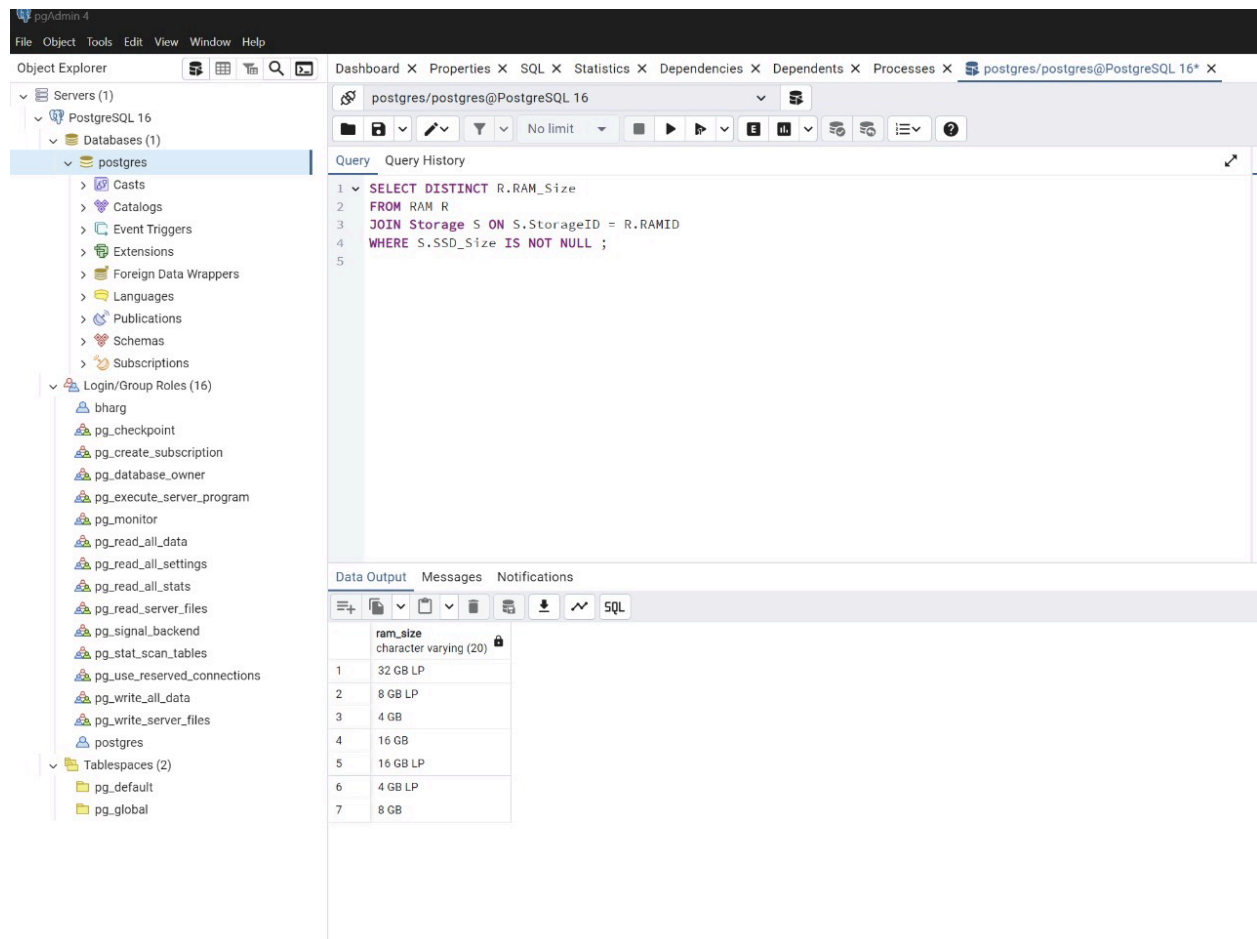 pgAdmin 4
File Object Tools Edit View Window Help
Object Explorer
Dashboard Properties SQL Statistics Dependencies Dependents Processes postgres/postgres@PostgreSQL 16*
Servers (1)
PostgreSQL 16
Databases (1)
postgres
Casts
Catalogs
Event Triggers
Extensions
Foreign Data Wrappers
Languages
Publications
Schemas
Subscriptions
Login/Group Roles (16)
bharg
pg_checkpoint
pg_create_subscription
pg_database_owner
pg_execute_server_program
pg_monitor
pg_read_all_data
pg_read_all_settings
pg_read_all_stats
pg_read_server_files
pg_signal_backend
pg_stat_scan_tables
pg_use_reserved_connections
pg_write_all_data
pg_write_server_files
postgres
Tablespaces (2)
pg_default
pg_global
postgres/postgres@PostgreSQL 16
No limit E
Query Query History
1 SELECT DISTINCT R.RAM_Size
2 FROM RAM R
3 JOIN Storage S ON S.StorageID = R.RAMID
4 WHERE S.SSD_Size IS NOT NULL ;
5
Data Output Messages Notifications
SQL
ram_size
character varying (20)
1 32 GB LP
2 8 GB LP
3 4 GB
4 16 GB
5 16 GB LP
6 4 GB LP
7 8 GB